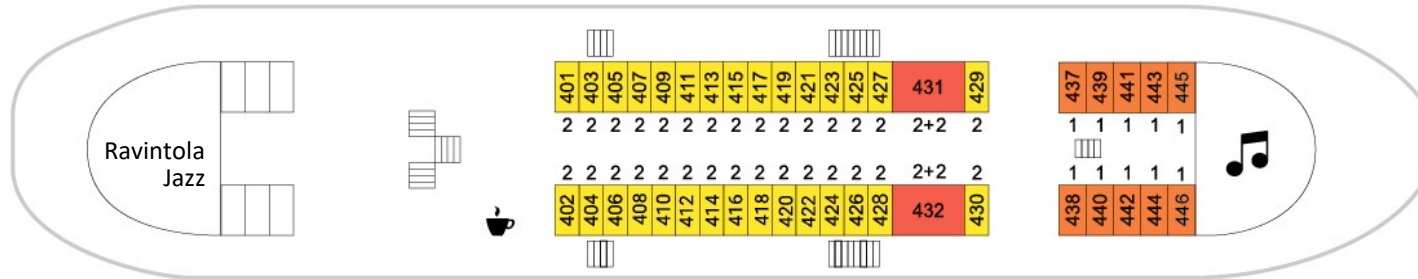 401 403 405 407 409 411 413 415 417 419 421 423 425 427 431 429 437 439 441 443 445
2 2 2 2 2 2 2 2 2 2 2 2 2 2 2+2 2 1 1 1 1 1
Ravintola
Jazz
2 2 2 2 2 2 2 2 2 2 2 2 2 2 2+2 2 1 1 1 1 1
402 404 406 408 410 412 414 416 418 420 422 424 426 428 432 430 438 440 442 444 446